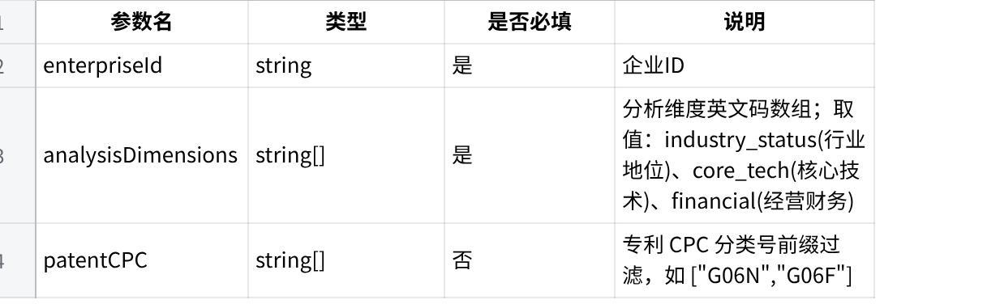 1 参数名 类型 是否必填 说明
2 enterpriseId string 是 企业ID
3 analysisDimensions string[] 是 分析维度英文码数组；取
值：industry_status(行业
地位)、core_tech(核心技
术)、financial(经营财务)
4 patentCPC string[] 否 专利 CPC 分类号前缀过
滤，如 ["G06N","G06F"]